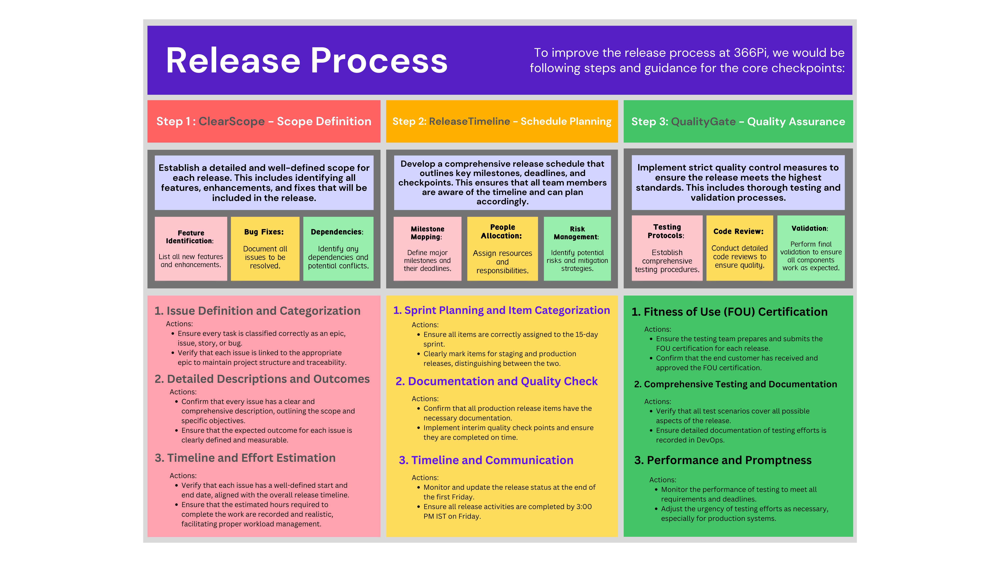 Release Process
To improve the release process at 366Pi, we would be
following steps and guidance for the core checkpoints:
Step 1 : ClearScope - Scope Definition
Establish a detailed and well-defined scope for
each release. This includes identifying all
features, enhancements, and fixes that will be
included in the release.
Feature
Identification:
List all new features
and enhancements.
Bug Fixes:
Document all
issues to be
resolved.
Dependencies:
Identify any
dependencies and
potential conflicts.
1. Issue Definition and Categorization
Actions:
• Ensure every task is classified correctly as an epic,
issue, story, or bug.
• Verify that each issue is linked to the appropriate
epic to maintain project structure and traceability.
2. Detailed Descriptions and Outcomes
Actions:
• Confirm that every issue has a clear and
comprehensive description, outlining the scope and
specific objectives.
• Ensure that the expected outcome for each issue is
clearly defined and measurable.
3. Timeline and Effort Estimation
Actions:
• Verify that each issue has a well-defined start and
end date, aligned with the overall release timeline.
• Ensure that the estimated hours required to
complete the work are recorded and realistic,
facilitating proper workload management.
Step 2: ReleaseTimeline - Schedule Planning
Develop a comprehensive release schedule that
outlines key milestones, deadlines, and
checkpoints. This ensures that all team members
are aware of the timeline and can plan
accordingly.
Milestone
Mapping:
Define major
milestones and
their deadlines.
People
Allocation:
Assign resources
and
responsibilities.
Risk
Management:
Identify potential
risks and mitigation
strategies.
1. Sprint Planning and Item Categorization
Actions:
• Ensure all items are correctly assigned to the 15-day
sprint.
• Clearly mark items for staging and production
releases, distinguishing between the two.
2. Documentation and Quality Check
Actions:
• Confirm that all production release items have the
necessary documentation.
• Implement interim quality check points and ensure
they are completed on time.
3. Timeline and Communication
Actions:
• Monitor and update the release status at the end of
the first Friday.
• Ensure all release activities are completed by 3:00
PM IST on Friday.
Step 3: QualityGate - Quality Assurance
Implement strict quality control measures to
ensure the release meets the highest
standards. This includes thorough testing and
validation processes.
Testing
Protocols:
Establish
comprehensive
testing procedures.
Code Review:
Conduct detailed
code reviews to
ensure quality.
Validation:
Perform final
validation to ensure
all components
work as expected.
1. Fitness of Use (FOU) Certification
Actions:
• Ensure the testing team prepares and submits the
FOU certification for each release.
• Confirm that the end customer has received and
approved the FOU certification.
2. Comprehensive Testing and Documentation
Actions:
• Verify that all test scenarios cover all possible
aspects of the release.
• Ensure detailed documentation of testing efforts is
recorded in DevOps.
3. Performance and Promptness
Actions:
• Monitor the performance of testing to meet all
requirements and deadlines.
• Adjust the urgency of testing efforts as necessary,
especially for production systems.